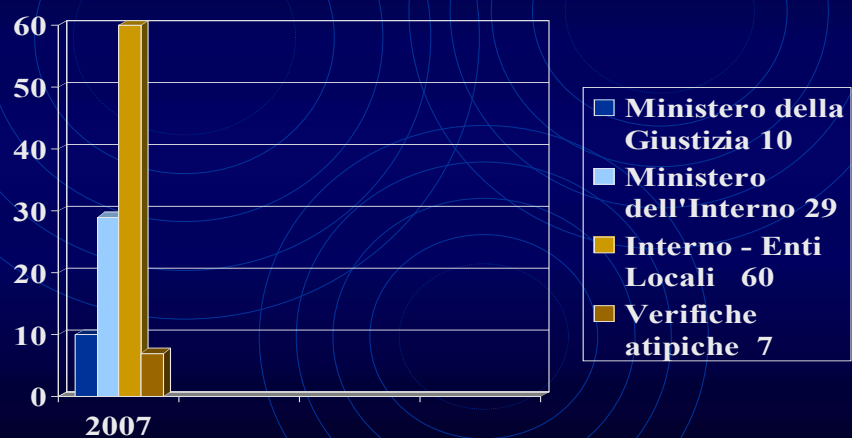 60
50
40
30
20
10
0
2007
Ministero della
Giustizia 10
Ministero
dell'Interno 29
Interno - Enti
Locali 60
Verifiche
atipiche 7